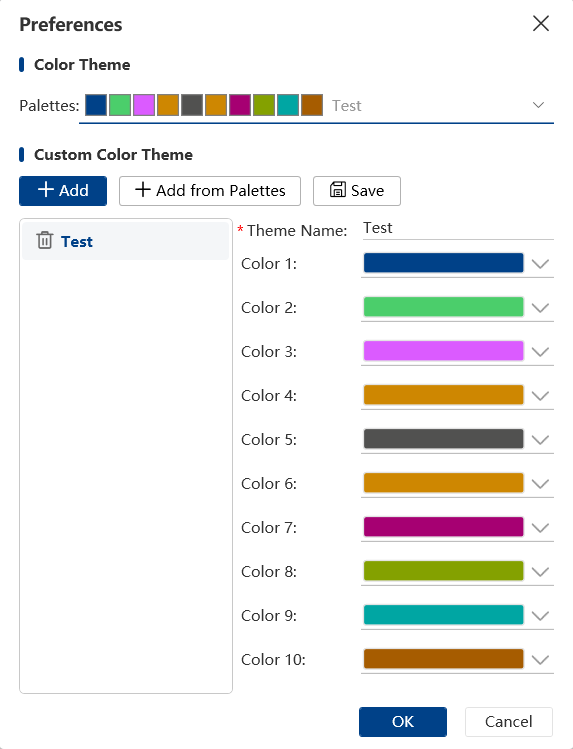 Preferences
Color Theme
Palettes: Test
Custom Color Theme
Add Add from Palettes Save
Test
* Theme Name: Test
Color 1:
Color 2:
Color 3:
Color 4:
Color 5:
Color 6:
Color 7:
Color 8:
Color 9:
Color 10:
OK Cancel